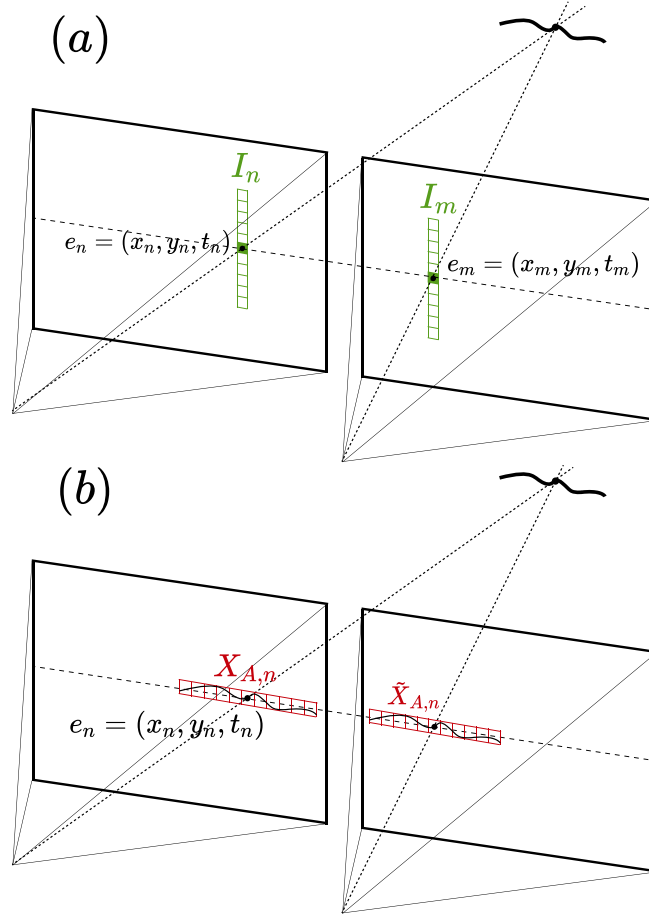 (a)
I_n
I_m
e_n = (x_n, y_n, t_n)
e_m = (x_m, y_m, t_m)
(b)
X_{A,n}
X̃_{A,n}
e_n = (x_n, y_n, t_n)